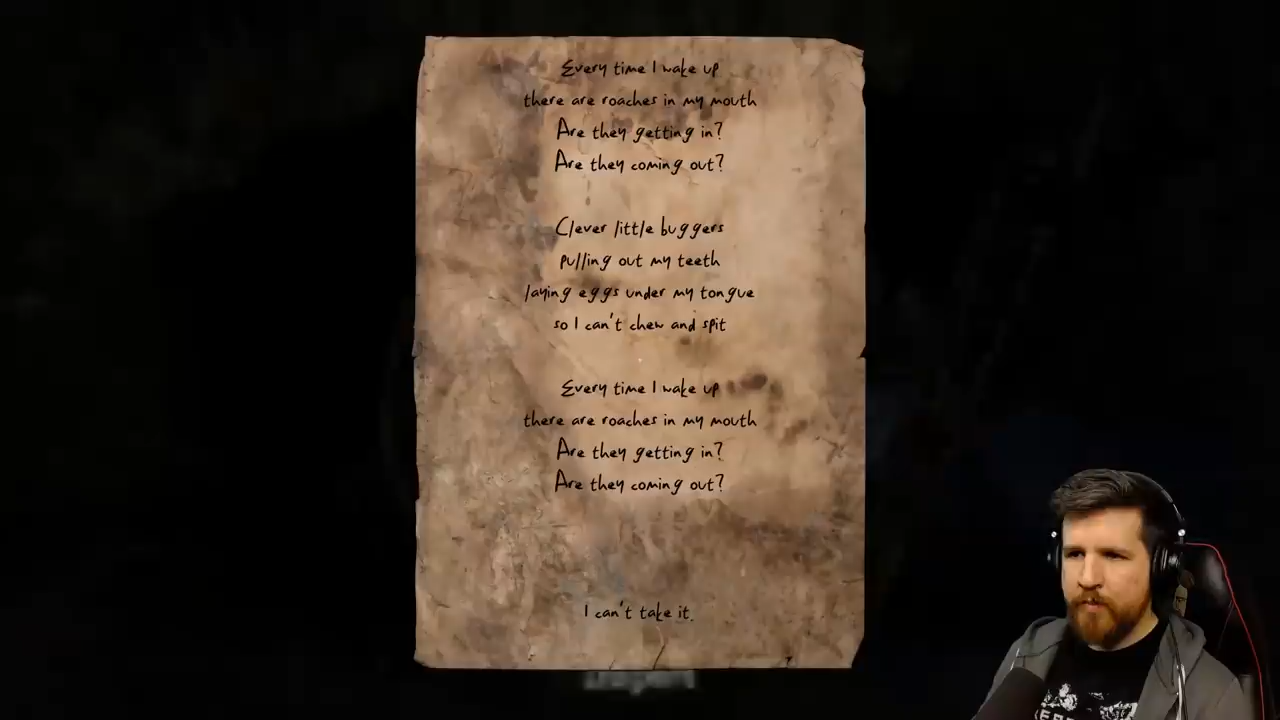 Every time I wake up
there are roaches in my mouth
Are they getting in?
Are they coming out?
Clever little buggers
pulling out my teeth
laying eggs under my tongue
so I can't chew and spit
Every time I wake up
there are roaches in my mouth
Are they getting in?
Are they coming out?
I can't take it.